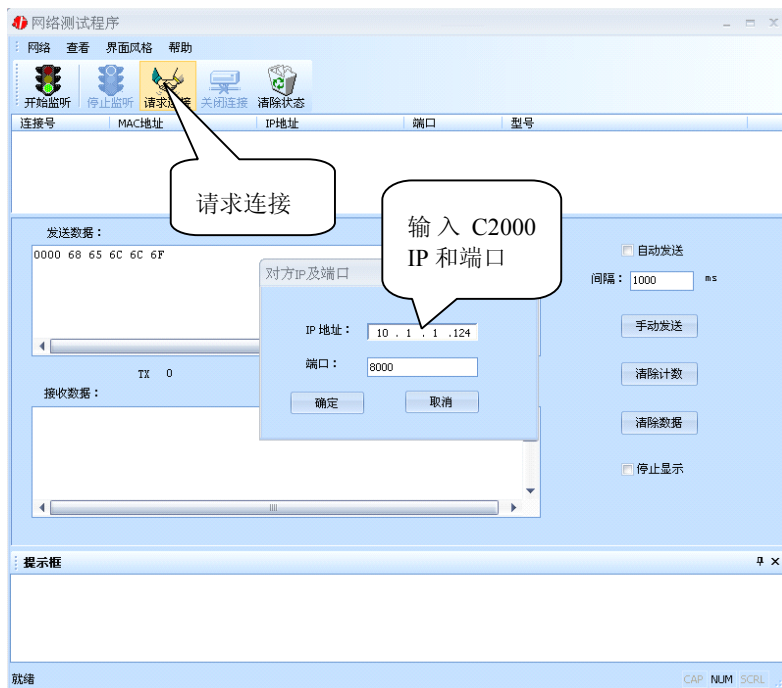 网络测试程序
网络 查看 界面风格 帮助
开始监听 停止监听 请求连接 关闭连接 清除状态
连接号 MAC地址 IP地址 端口 型号
请求连接
输入 C2000
IP 和端口
发送数据：
0000 68 65 6C 6C 6F
自动发送
间隔： 1000 ms
对方IP及端口
IP 地址： 10 . 1 . 1 .124
端口： 8000
确定 取消
手动发送
TX 0
清除计数
接收数据：
清除数据
停止显示
提示框
就绪
CAP NUM SCRL